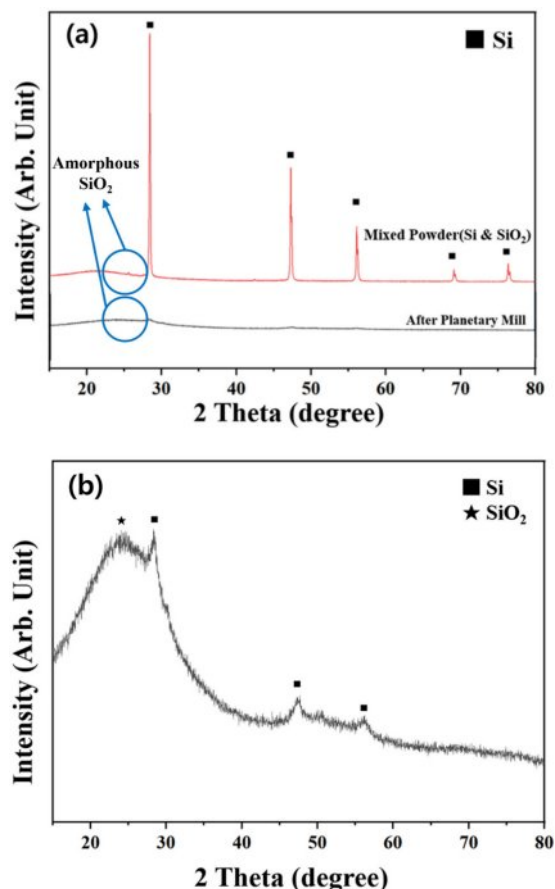 (a)
■ Si
Amorphous
SiO₂
Mixed Powder(Si & SiO₂)
After Planetary Mill
Intensity (Arb. Unit)
20 30 40 50 60 70 80
2 Theta (degree)
(b)
■ Si
★ SiO₂
Intensity (Arb. Unit)
20 30 40 50 60 70 80
2 Theta (degree)